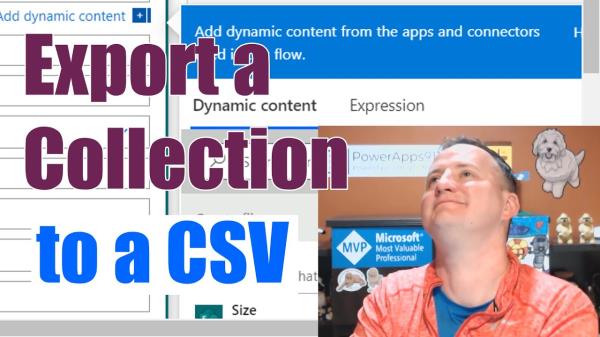 Add dynamic content
Add dynamic content from the apps and connectors
flow.
Export a
Dynamic content
Expression
Collection
PowerApps91
MVP
Microsoft®
Most Valuable
Professional
to a CSV
Size